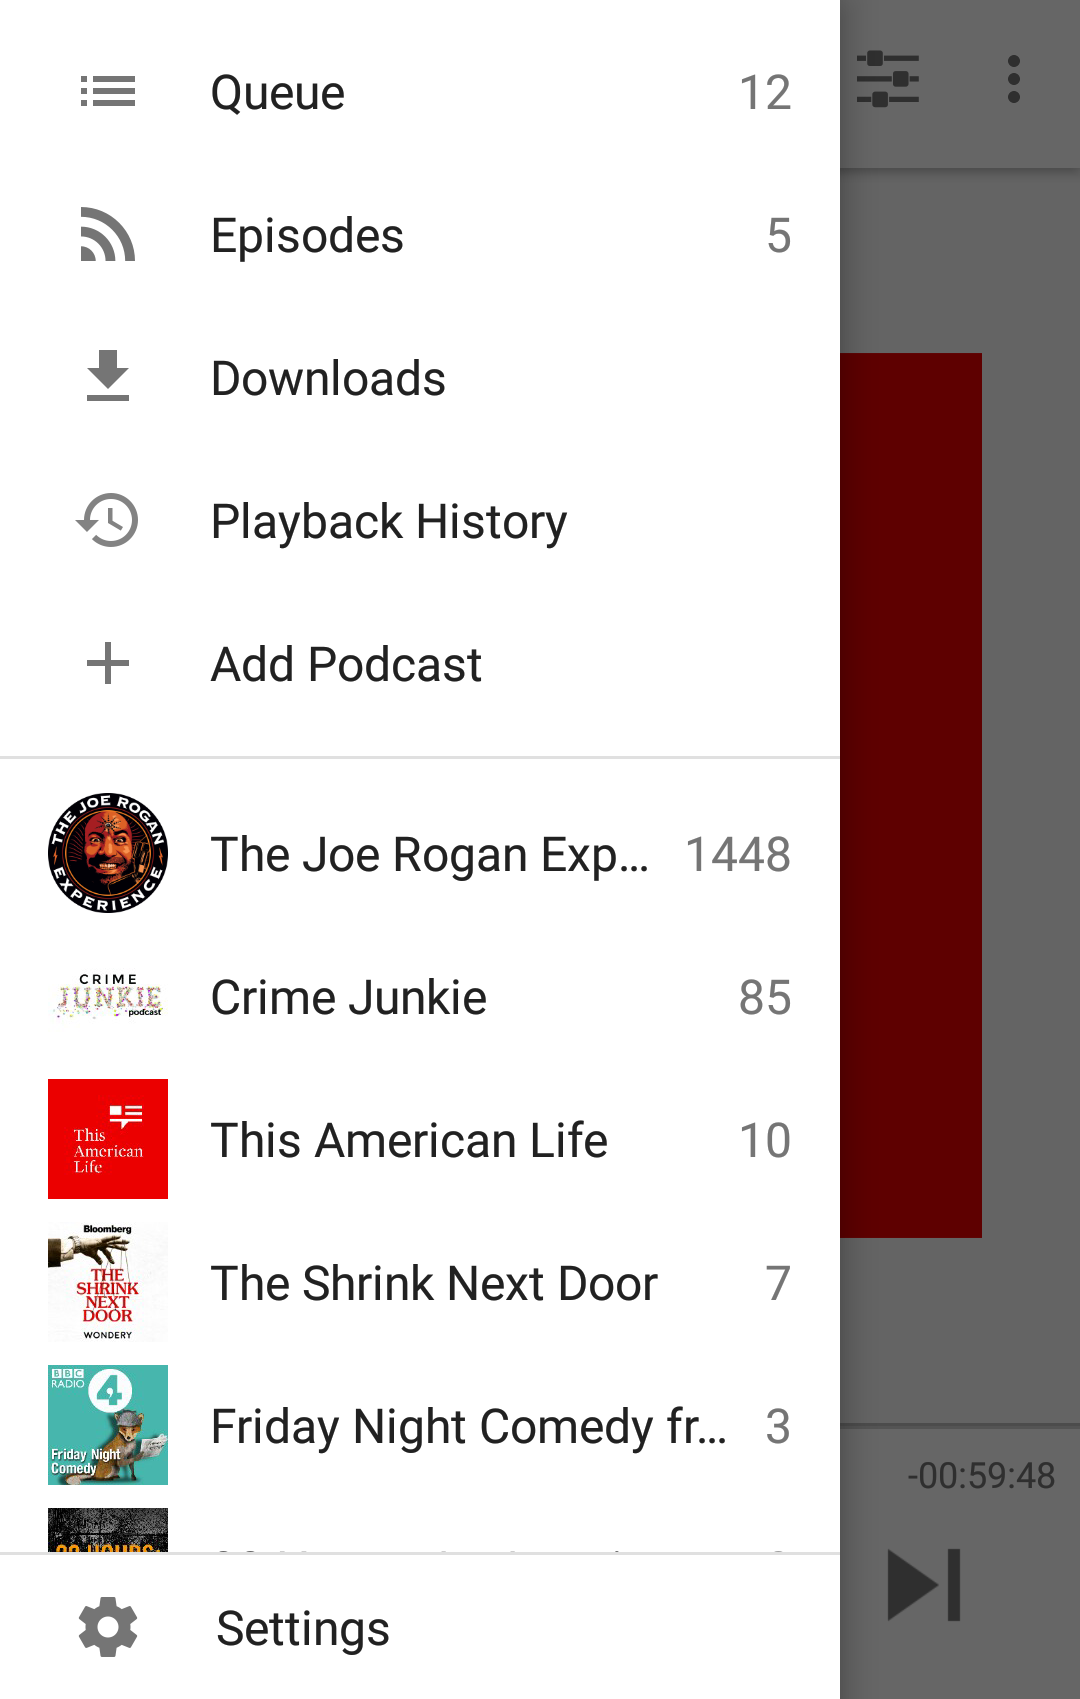 Queue 12
Episodes 5
Downloads
Playback History
Add Podcast
THE JOE ROGAN
EXPERIENCE
The Joe Rogan Exp... 1448
CRIME
JUNKIE
podcast
Crime Junkie 85
This
American
Life
This American Life 10
Bloomberg
THE
SHRINK
NEXT
DOOR
WONDERY
The Shrink Next Door 7
BBC
RADIO
4
Friday Night
Comedy
Friday Night Comedy fr... 3
-00:59:48
Settings